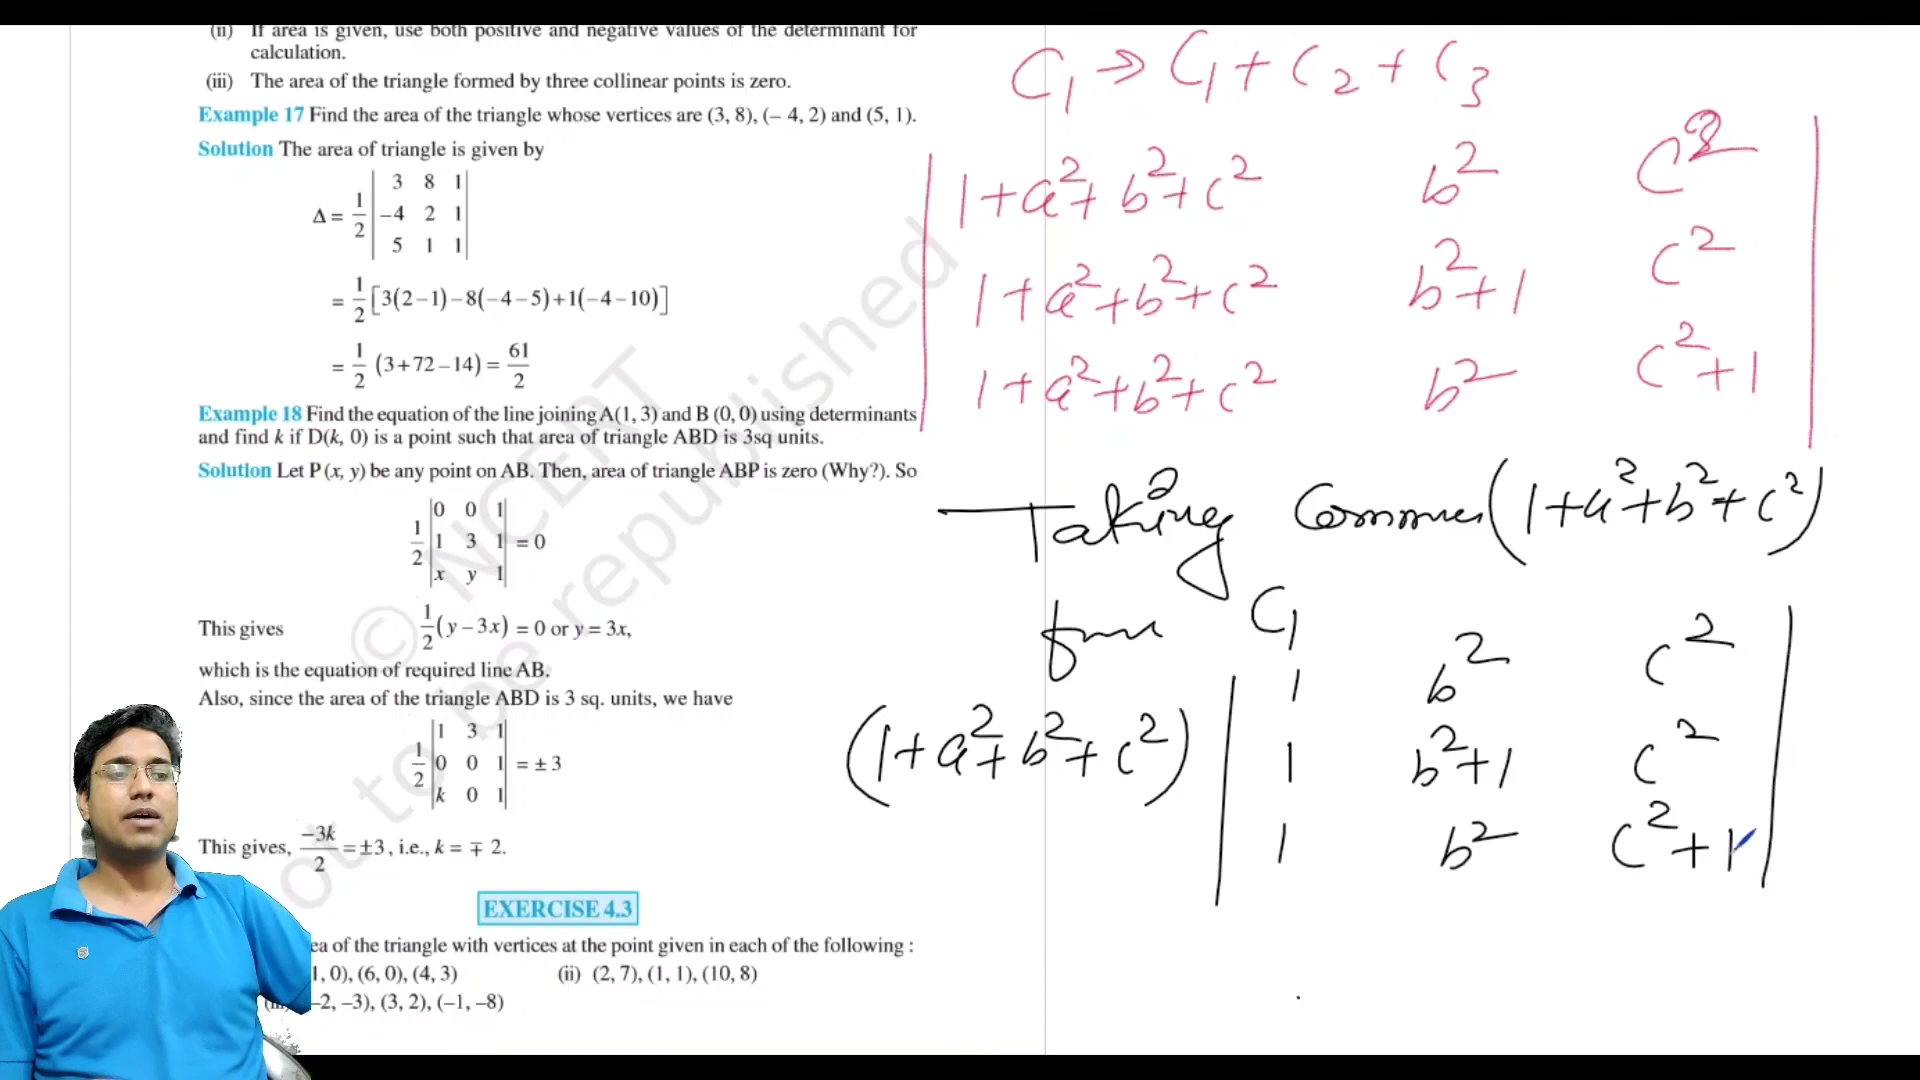 (ii) If area is given, use both positive and negative values of the determinant for
calculation.
(iii) The area of the triangle formed by three collinear points is zero.
Example 17 Find the area of the triangle whose vertices are (3, 8), (– 4, 2) and (5, 1).
Solution The area of triangle is given by
Δ = 1/2 | 3 8 1 |
| –4 2 1 |
| 5 1 1 |
= 1/2 [3(2–1)–8(–4–5)+1(–4–10)]
= 1/2 (3+72–14) = 61/2
Example 18 Find the equation of the line joining A(1, 3) and B (0, 0) using determinants
and find k if D(k, 0) is a point such that area of triangle ABD is 3sq units.
Solution Let P (x, y) be any point on AB. Then, area of triangle ABP is zero (Why?). So
1/2 | 0 0 1 |
| 1 3 1 | = 0
| x y 1 |
This gives 1/2 (y – 3x) = 0 or y = 3x,
which is the equation of required line AB.
Also, since the area of the triangle ABD is 3 sq. units, we have
1/2 | 1 3 1 |
| 0 0 1 | = ± 3
| k 0 1 |
This gives, –3k/2 = ±3, i.e., k = ∓ 2.
EXERCISE 4.3
ea of the triangle with vertices at the point given in each of the following :
1, 0), (6, 0), (4, 3) (ii) (2, 7), (1, 1), (10, 8)
–2, –3), (3, 2), (–1, –8)
© NCERT
not to be republished
C₁ → C₁ + C₂ + C₃
| 1+a²+b²+c² b² c² |
| 1+a²+b²+c² b²+1 c² |
| 1+a²+b²+c² b² c²+1 |
Taking Common (1+a²+b²+c²)
from C₁
| 1 b² c² |
(1+a²+b²+c²) | 1 b²+1 c² |
| 1 b² c²+1 |